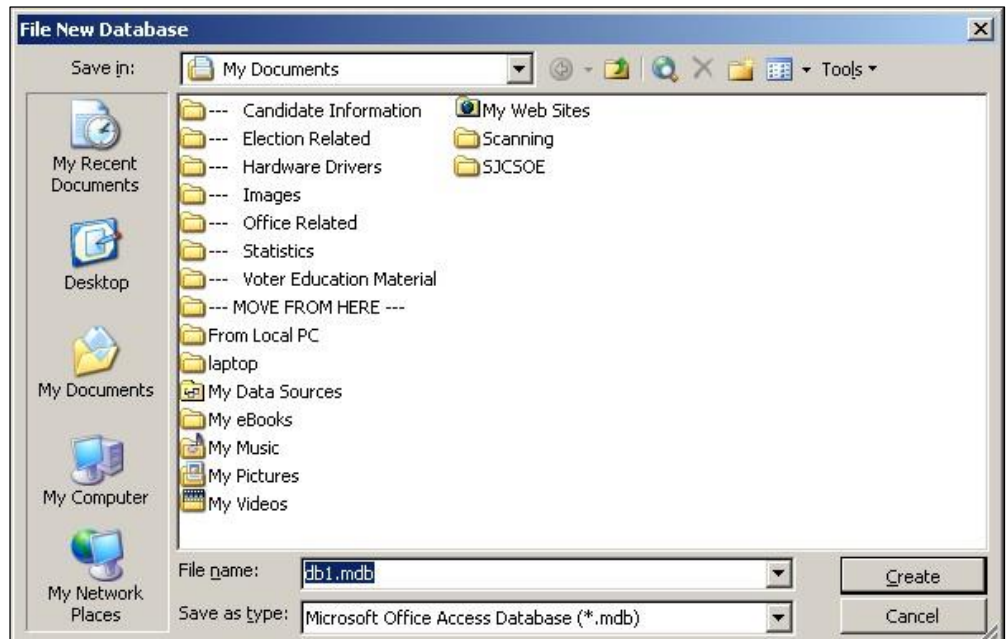 File New Database
Save in:
My Documents
Tools
My Recent
Documents
Desktop
My Documents
My Computer
My Network
Places
--- Candidate Information
--- Election Related
--- Hardware Drivers
--- Images
--- Office Related
--- Statistics
--- Voter Education Material
--- MOVE FROM HERE ---
From Local PC
laptop
My Data Sources
My eBooks
My Music
My Pictures
My Videos
My Web Sites
Scanning
SJCSOE
File name:
db1.mdb
Create
Save as type:
Microsoft Office Access Database (*.mdb)
Cancel